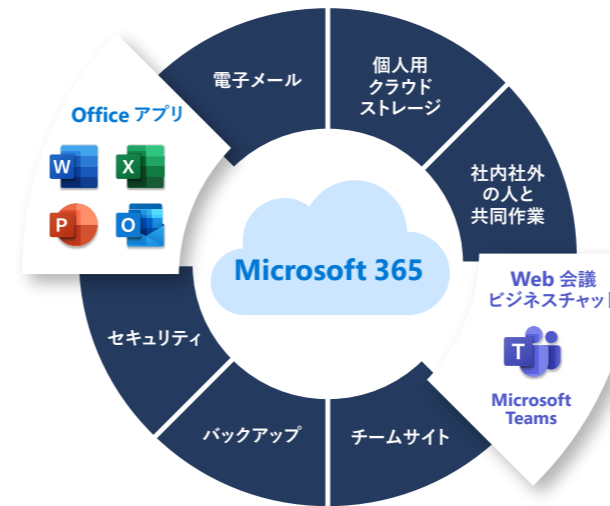 電子メール
個人用
クラウド
ストレージ
Office アプリ
W
X
P
O
社内社外
の人と
共同作業
Microsoft 365
Web 会議
ビジネスチャット
T
Microsoft
Teams
セキュリティ
バックアップ
チームサイト